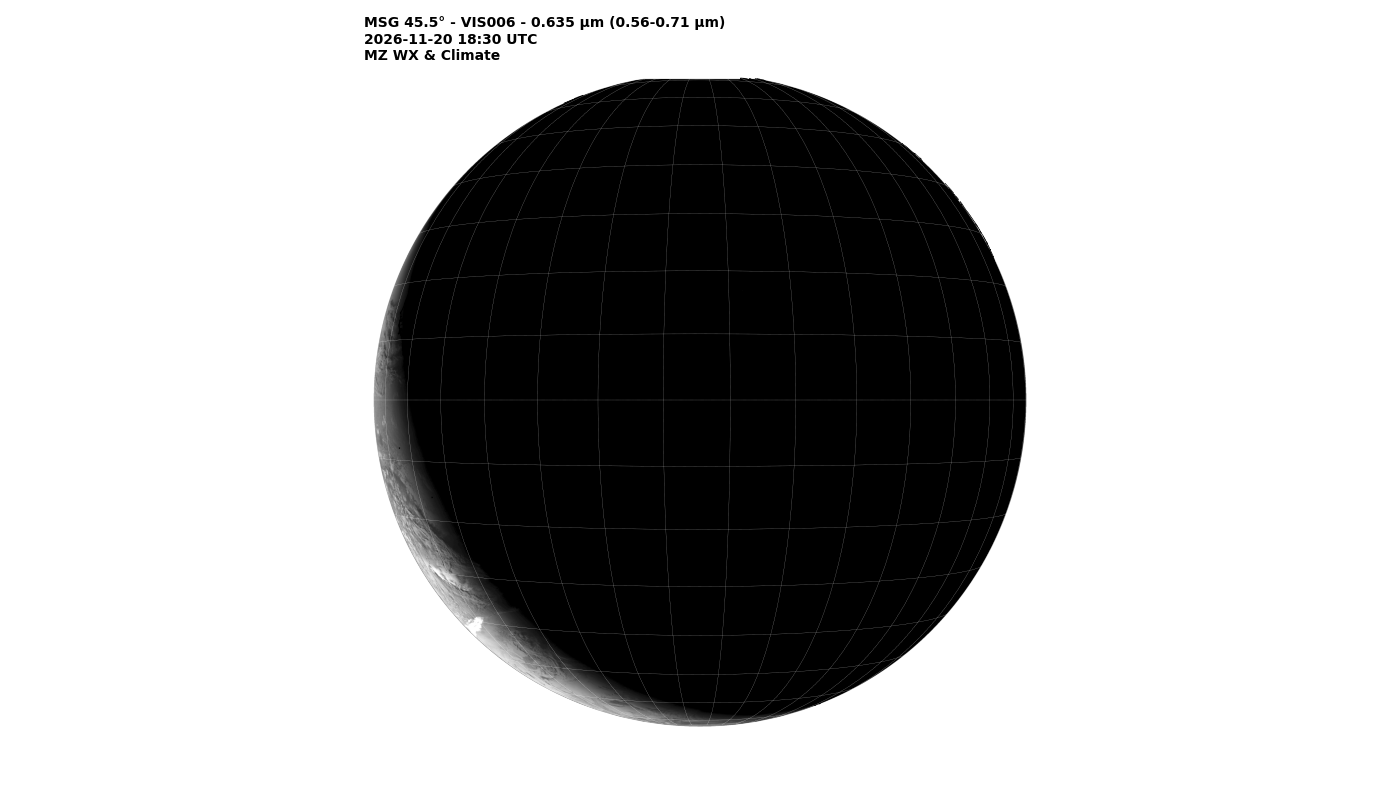 MSG 45.5° - VIS006 - 0.635 µm (0.56-0.71 µm)
2026-11-20 18:30 UTC
MZ WX & Climate